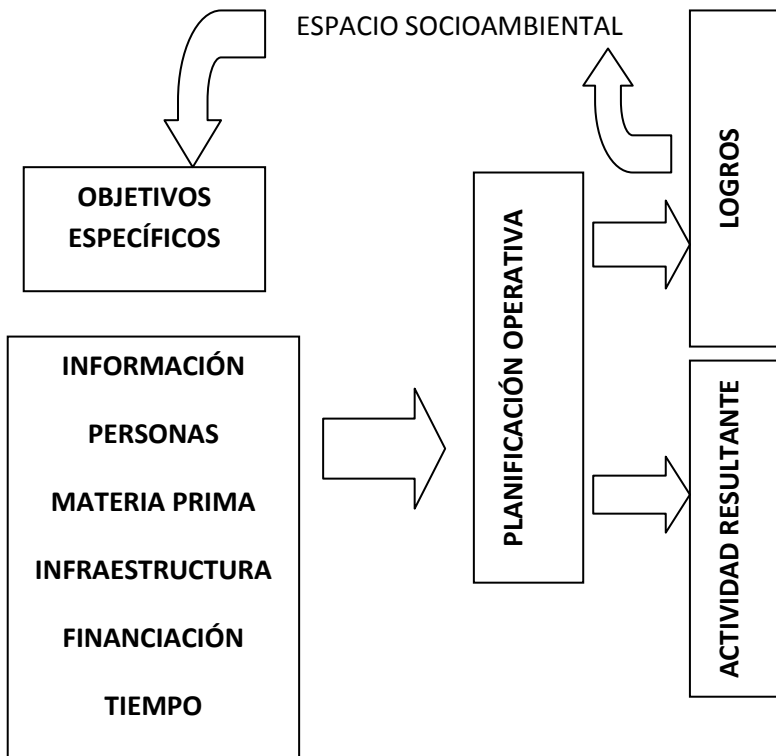 ESPACIO SOCIOAMBIENTAL
OBJETIVOS
ESPECÍFICOS
INFORMACIÓN
PERSONAS
MATERIA PRIMA
INFRAESTRUCTURA
FINANCIACIÓN
TIEMPO
PLANIFICACIÓN OPERATIVA
LOGROS
ACTIVIDAD RESULTANTE